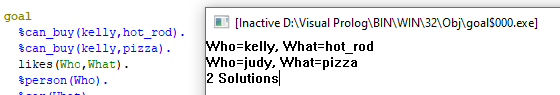 goal
%can_buy(kelly,hot_rod).
%can_buy(kelly,pizza).
likes(Who,What).
%person(Who).
[Inactive D:\Visual Prolog\BIN\WIN\32\Obj\goal$000.exe]
Who=kelly, What=hot_rod
Who=judy, What=pizza
2 Solutions